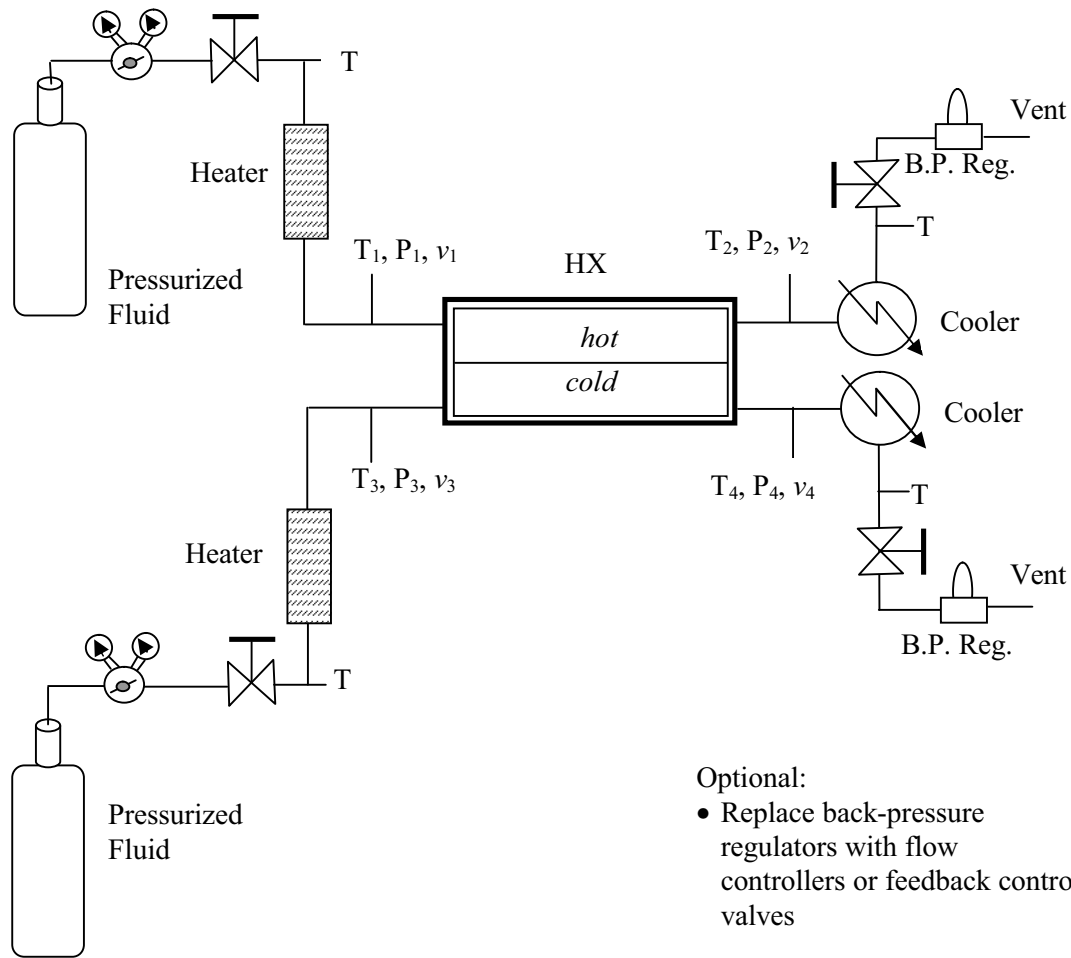 T
Heater
Pressurized
Fluid
T₁, P₁, v₁
HX
T₂, P₂, v₂
Vent
B.P. Reg.
T
Cooler
hot
cold
Cooler
T₃, P₃, v₃
T₄, P₄, v₄
T
Heater
Vent
B.P. Reg.
T
Pressurized
Fluid
Optional:
• Replace back-pressure
regulators with flow
controllers or feedback contro
valves